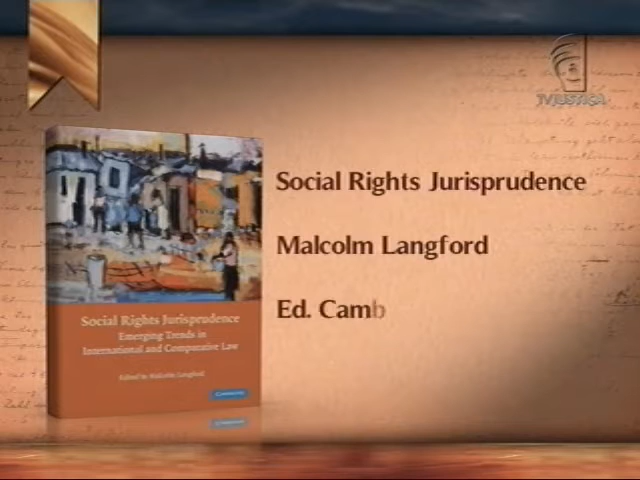 TVJUSTIÇA
Social Rights Jurisprudence
Malcolm Langford
Ed. Camb
Social Rights Jurisprudence
Emerging Trends in
International and Comparative Law
Edited by Malcolm Langford